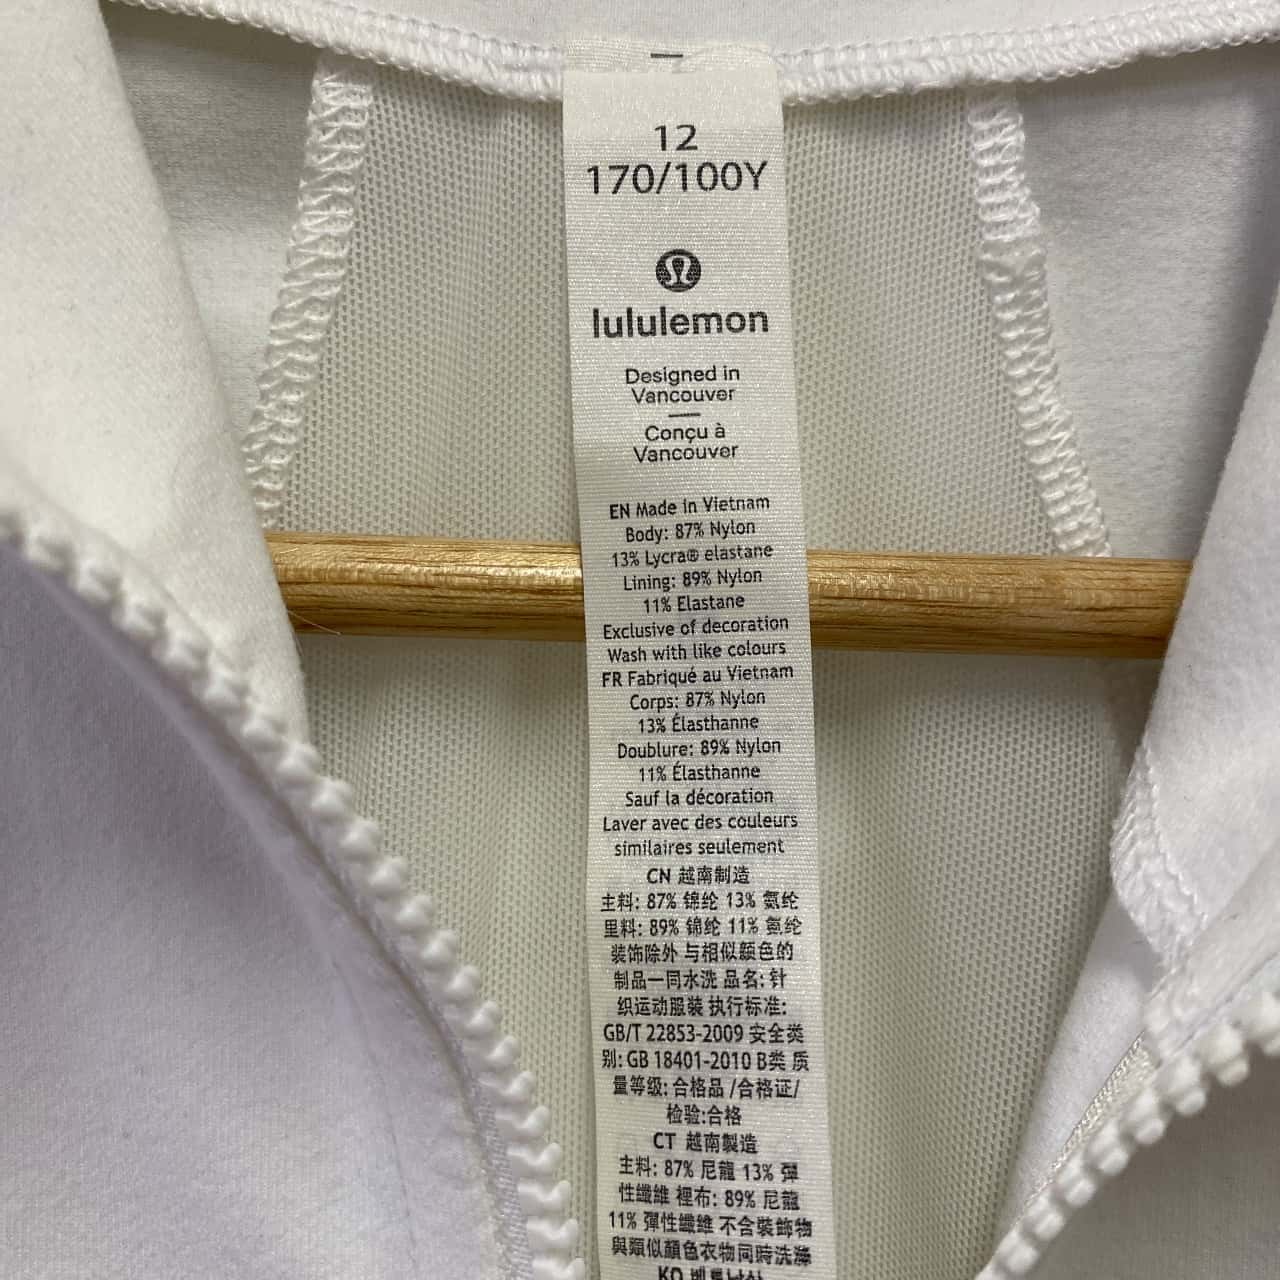 12
170/100Y
lululemon
Designed in
Vancouver
Conçu à
Vancouver
EN Made in Vietnam
Body: 87% Nylon
13% Lycra® elastane
Lining: 89% Nylon
11% Elastane
Exclusive of decoration
Wash with like colours
FR Fabriqué au Vietnam
Corps: 87% Nylon
13% Élasthanne
Doublure: 89% Nylon
11% Élasthanne
Sauf la décoration
Laver avec des couleurs
similaires seulement
CN 越南制造
主料: 87% 锦纶 13% 氨纶
里料: 89% 锦纶 11% 氨纶
装饰除外 与相似颜色的
制品一同水洗 品名: 针
织运动服装 执行标准:
GB/T 22853-2009 安全类
别: GB 18401-2010 B类 质
量等级: 合格品 /合格证/
检验:合格
CT 越南製造
主料: 87% 尼龍 13% 彈
性纖維 裡布: 89% 尼龍
11% 彈性纖維 不含裝飾物
與類似顏色衣物同時洗滌
KO 베트남산